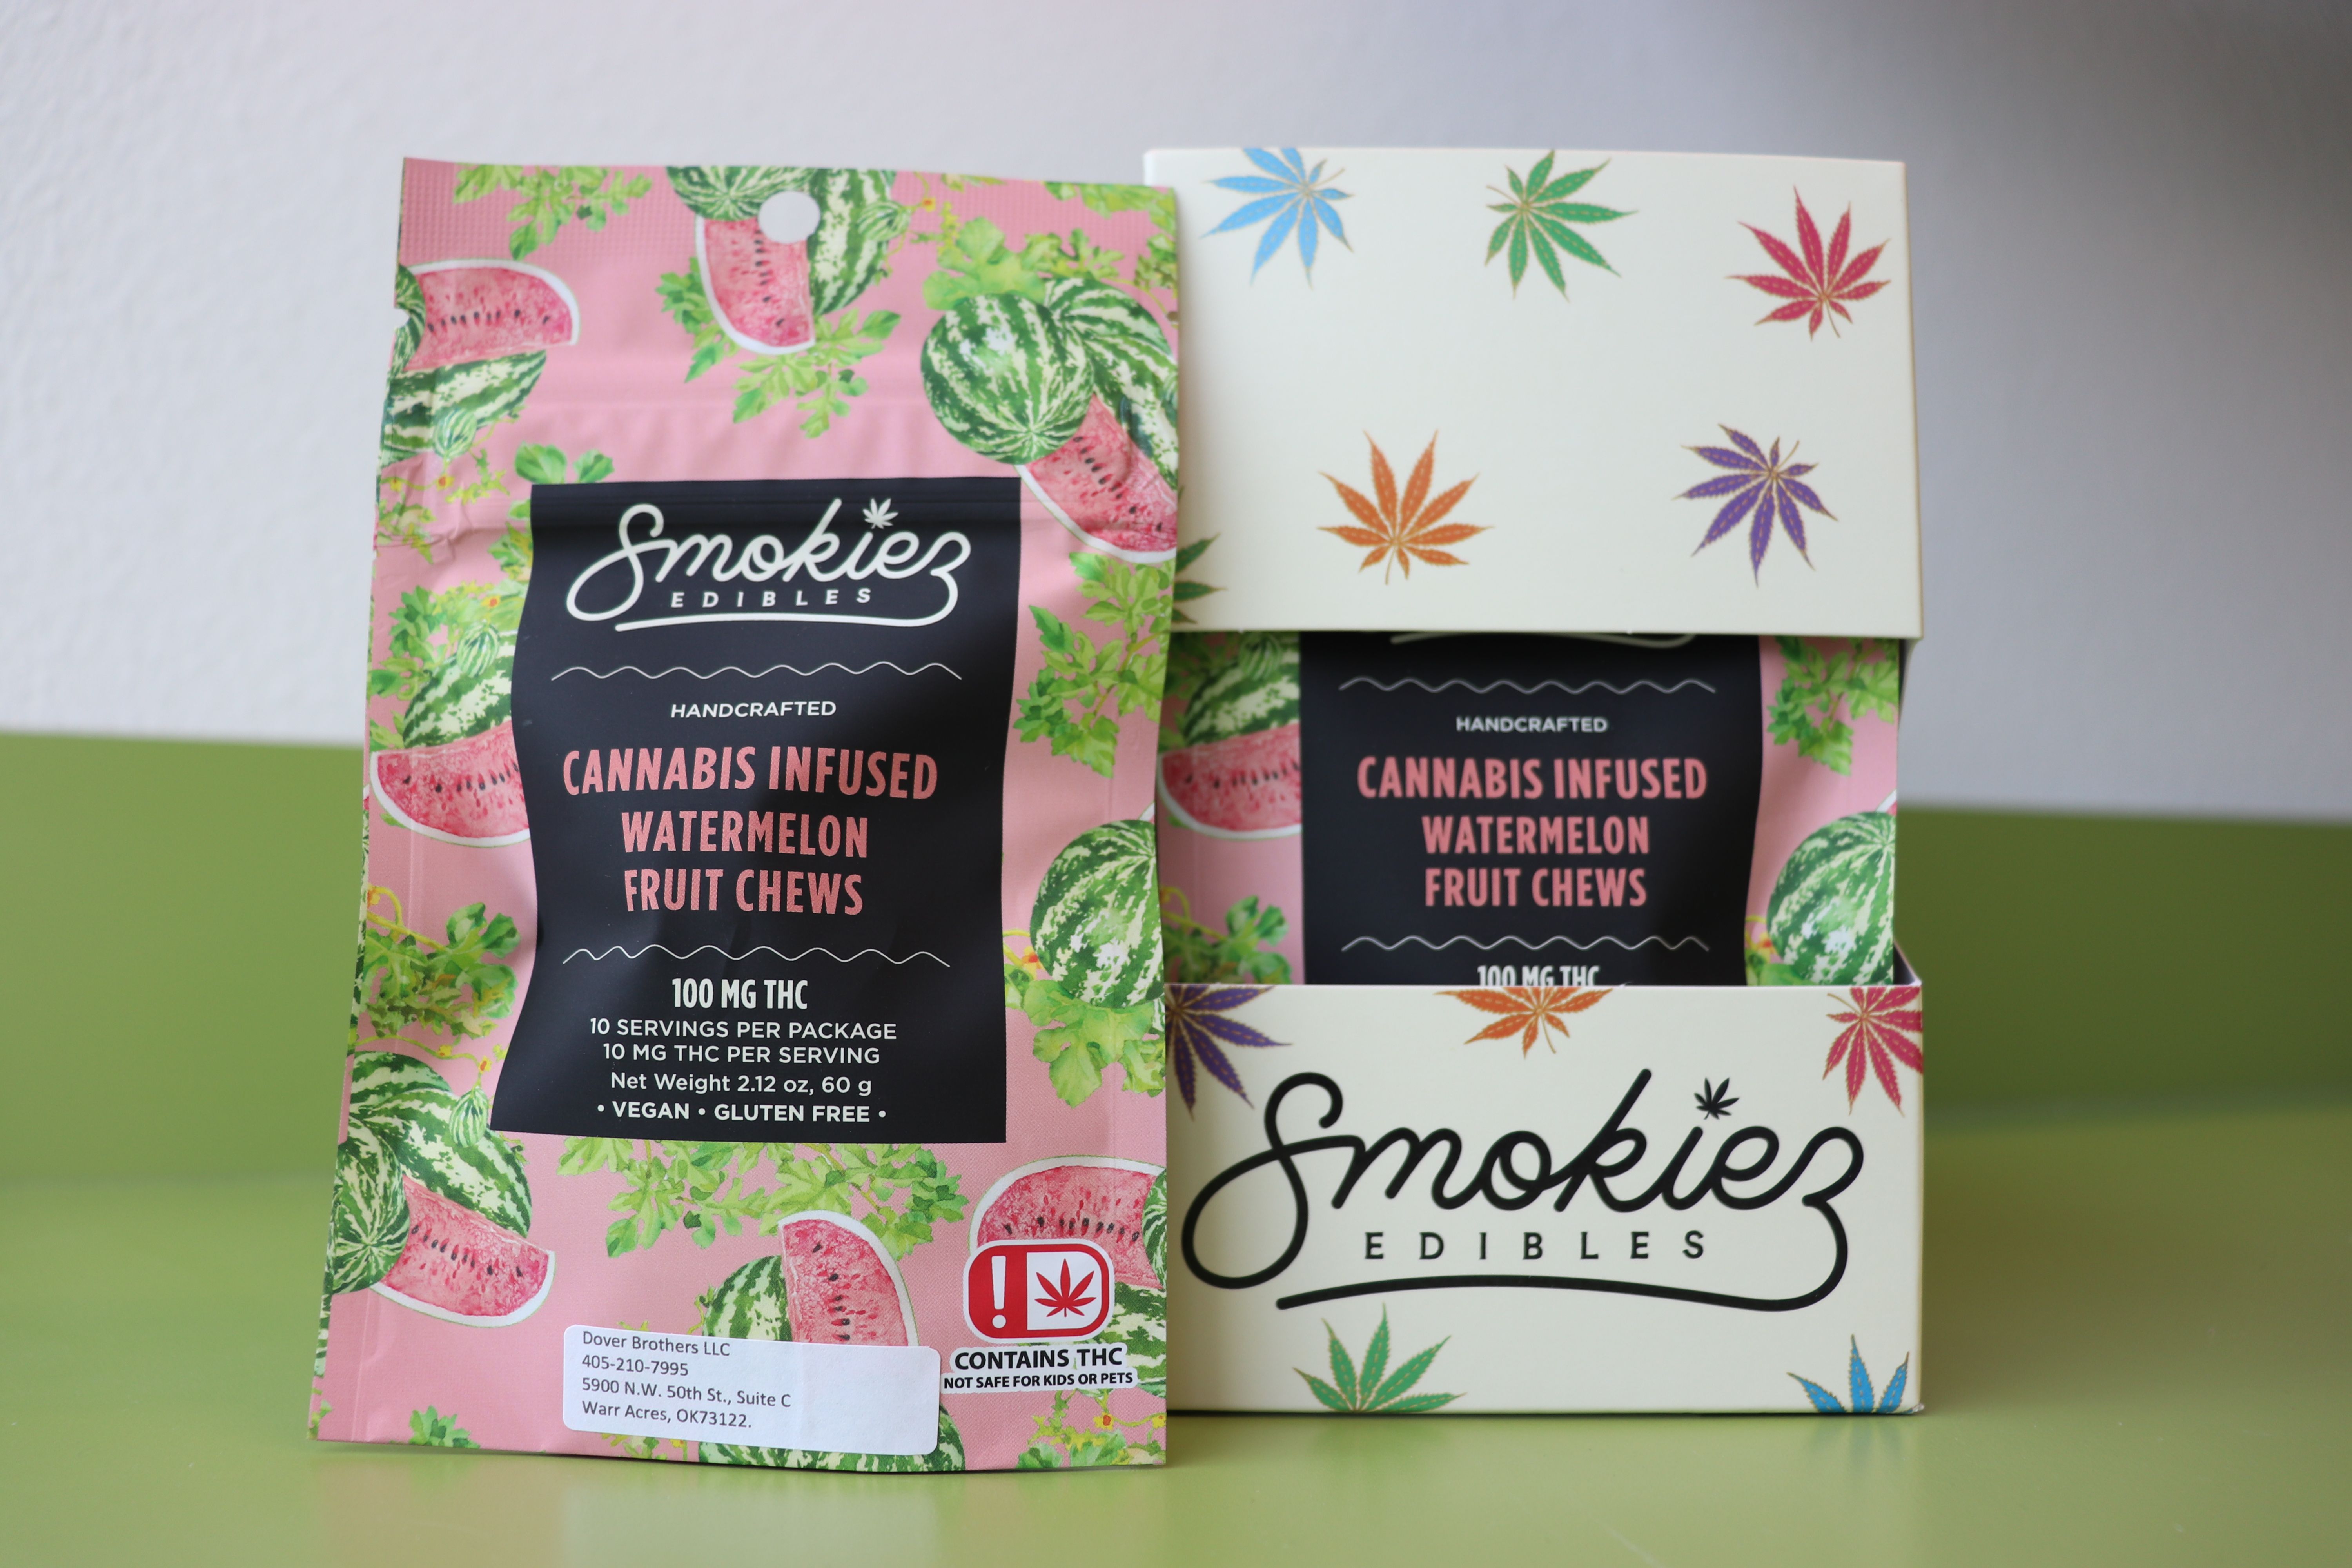 Smokiez
EDIBLES
HANDCRAFTED
CANNABIS INFUSED
WATERMELON
FRUIT CHEWS
100 MG THC
10 SERVINGS PER PACKAGE
10 MG THC PER SERVING
Net Weight 2.12 oz, 60 g
• VEGAN • GLUTEN FREE •
Dover Brothers LLC
405-210-7995
5900 N.W. 50th St., Suite C
Warr Acres, OK73122.
!
CONTAINS THC
NOT SAFE FOR KIDS OR PETS
HANDCRAFTED
CANNABIS INFUSED
WATERMELON
FRUIT CHEWS
100 MG THC
Smokiez
EDIBLES